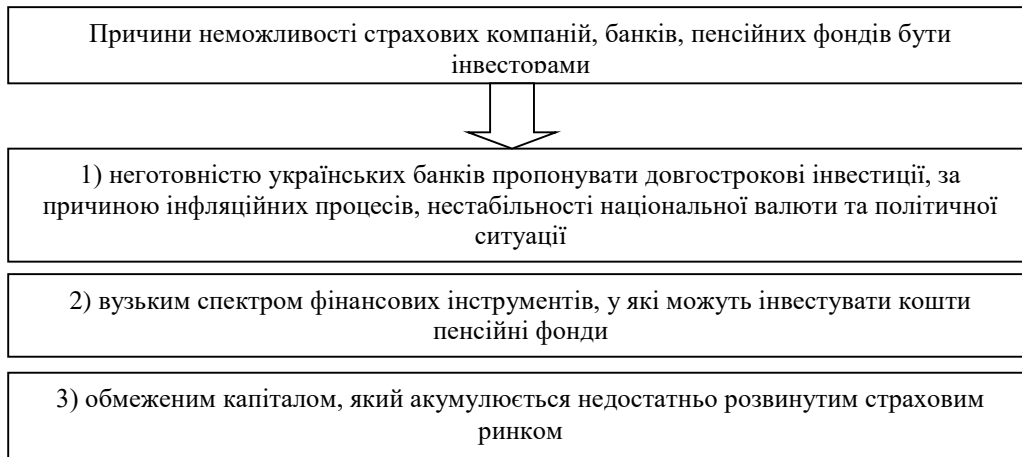 Причини неможливості страхових компаній, банків, пенсійних фондів бути
інвесторами
1) неготовністю українських банків пропонувати довгострокові інвестиції, за
причиною інфляційних процесів, нестабільності національної валюти та політичної
ситуації
2) вузьким спектром фінансових інструментів, у які можуть інвестувати кошти
пенсійні фонди
3) обмеженим капіталом, який акумулюється недостатньо розвинутим страховим
ринком